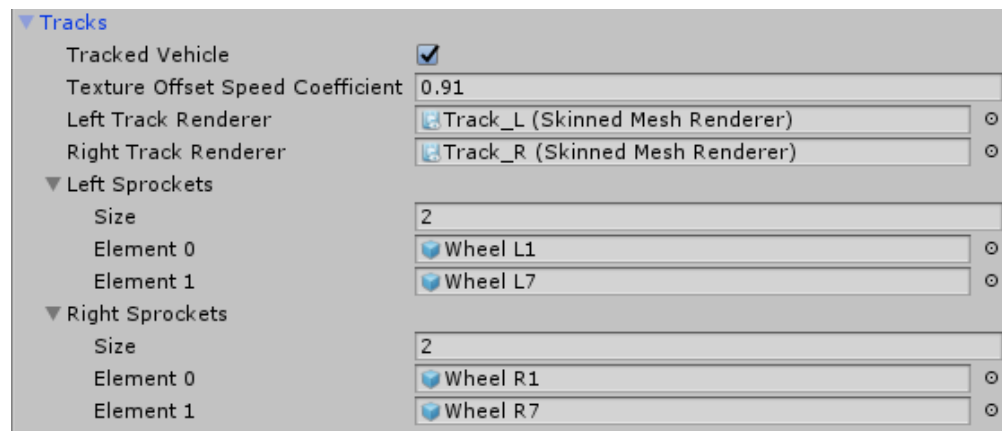 Tracks
Tracked Vehicle
Texture Offset Speed Coefficient 0.91
Left Track Renderer Track_L (Skinned Mesh Renderer)
Right Track Renderer Track_R (Skinned Mesh Renderer)
Left Sprockets
Size 2
Element 0 Wheel L1
Element 1 Wheel L7
Right Sprockets
Size 2
Element 0 Wheel R1
Element 1 Wheel R7